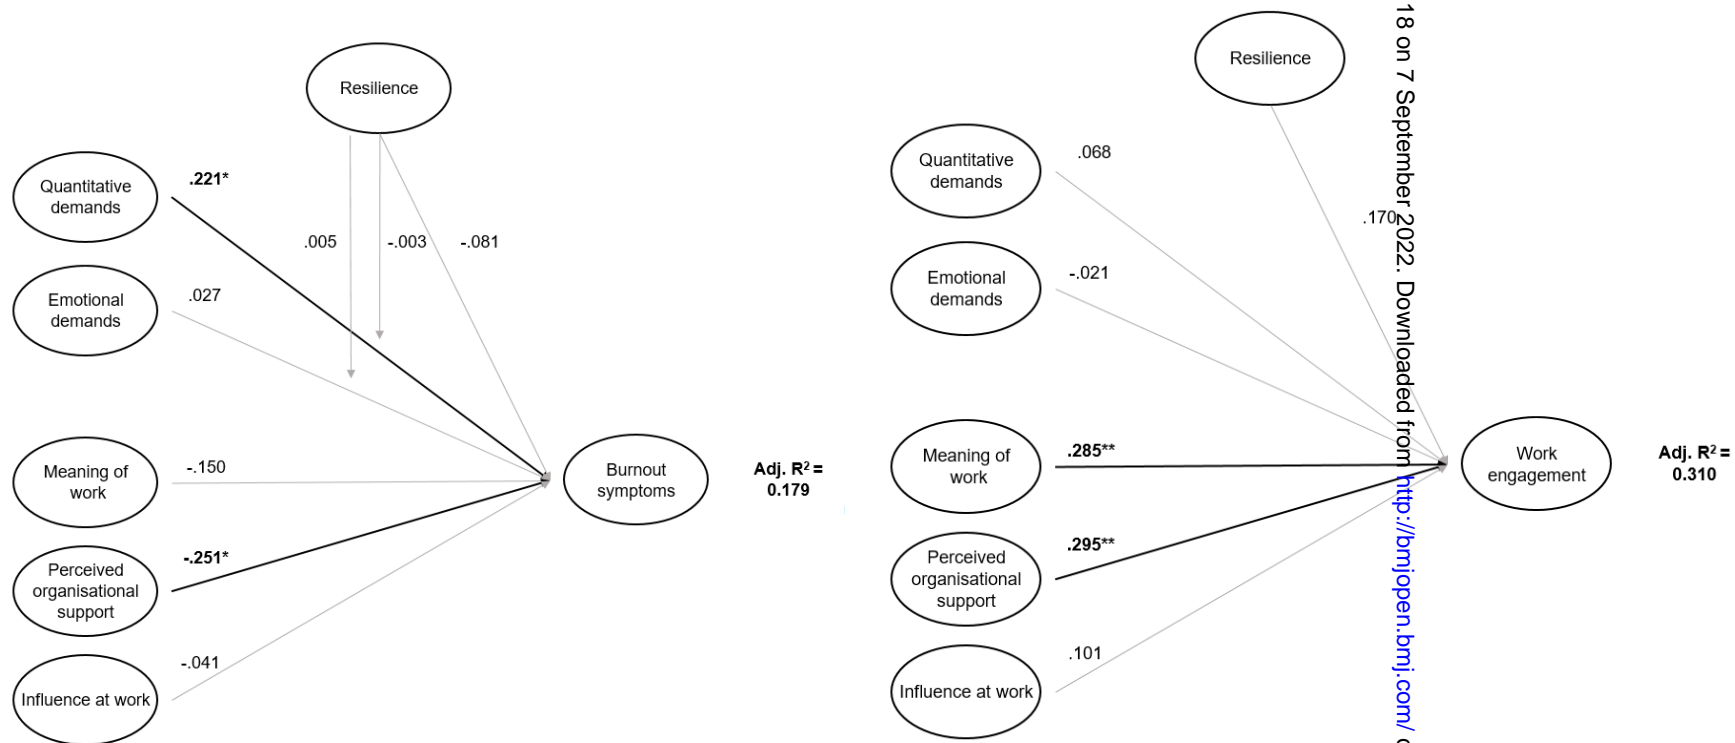 Resilience
Quantitative
demands
.221*
.005
-.003
-.081
Emotional
demands
.027
Meaning of
work
-.150
Burnout
symptoms
Adj. R² =
0.179
Perceived
organisational
support
-.251*
Influence at work
-.041
Resilience
Quantitative
demands
.068
.170
Emotional
demands
-.021
Meaning of
work
.285**
Work
engagement
Adj. R² =
0.310
Perceived
organisational
support
.295**
Influence at work
.101
18 on 7 September 2022. Downloaded from http://bmjopen.bmj.com/